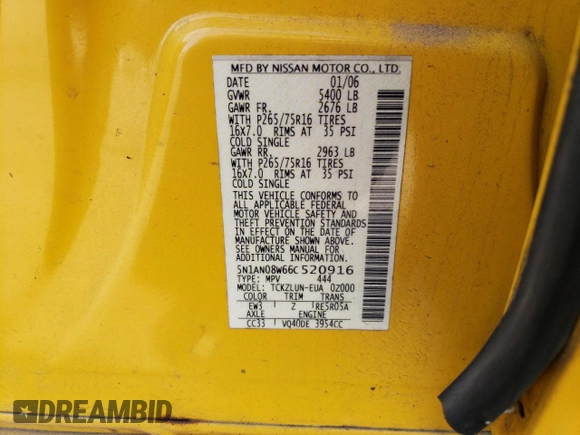 MFD BY NISSAN MOTOR CO., LTD.
DATE 01/06
GVWR 5400 LB
GAWR FR. 2676 LB
WITH P265/75R16 TIRES
16X7.0 RIMS AT 35 PSI
COLD SINGLE
GAWR RR. 2963 LB
WITH P265/75R16 TIRES
16X7.0 RIMS AT 35 PSI
COLD SINGLE
THIS VEHICLE CONFORMS TO
ALL APPLICABLE FEDERAL
MOTOR VEHICLE SAFETY AND
THEFT PREVENTION STANDARDS
IN EFFECT ON THE DATE OF
MANUFACTURE SHOWN ABOVE.
SEE OWNERS MANUAL FOR
ADDITIONAL INFORMATION.
5N1AN08W66C520916
TYPE: MPV 444
MODEL: TCKZLUN-EUA 0Z000
COLOR TRIM TRANS
EW3 Z RE5R05A
AXLE ENGINE
CC33 VQ40DE 3954CC
DREAMBID